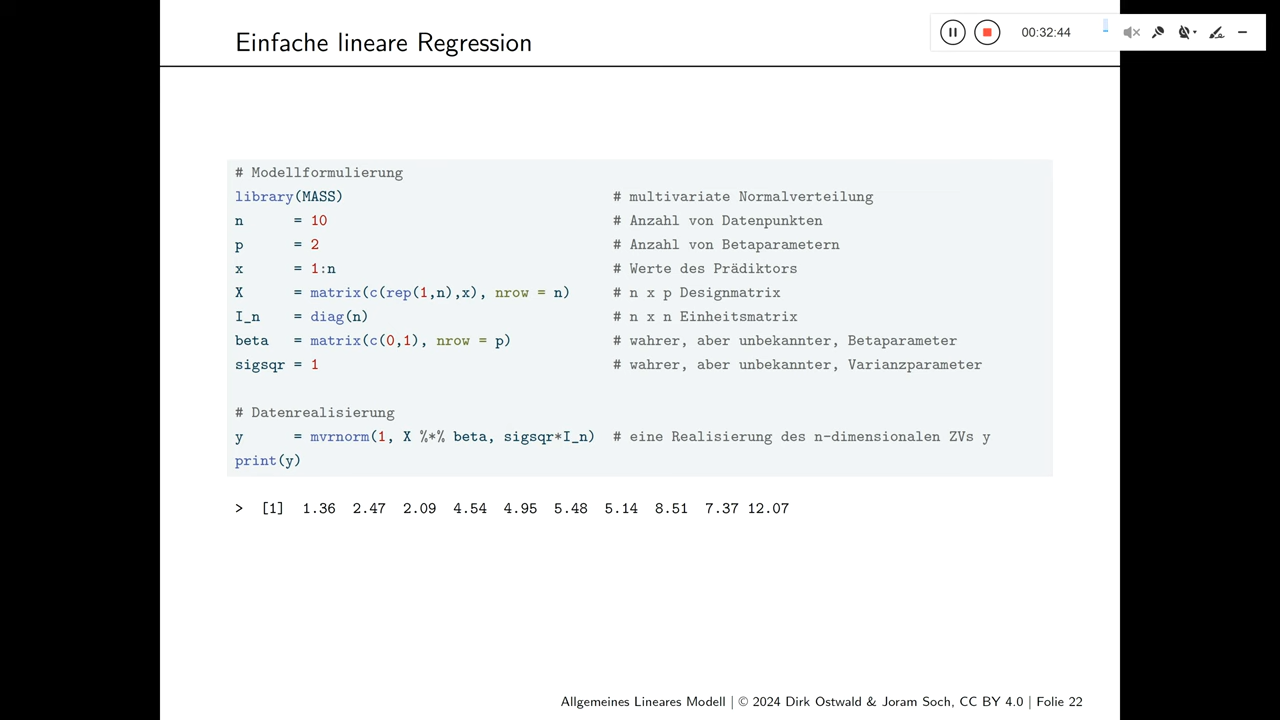 Einfache lineare Regression
00:32:44
# Modellformulierung
library(MASS) # multivariate Normalverteilung
n = 10 # Anzahl von Datenpunkten
p = 2 # Anzahl von Betaparametern
x = 1:n # Werte des Prädiktors
X = matrix(c(rep(1,n),x), nrow = n) # n x p Designmatrix
I_n = diag(n) # n x n Einheitsmatrix
beta = matrix(c(0,1), nrow = p) # wahrer, aber unbekannter, Betaparameter
sigsqr = 1 # wahrer, aber unbekannter, Varianzparameter
# Datenrealisierung
y = mvrnorm(1, X %*% beta, sigsqr*I_n) # eine Realisierung des n-dimensionalen ZVs y
print(y)
> [1] 1.36 2.47 2.09 4.54 4.95 5.48 5.14 8.51 7.37 12.07
Allgemeines Lineares Modell | © 2024 Dirk Ostwald & Joram Soch, CC BY 4.0 | Folie 22